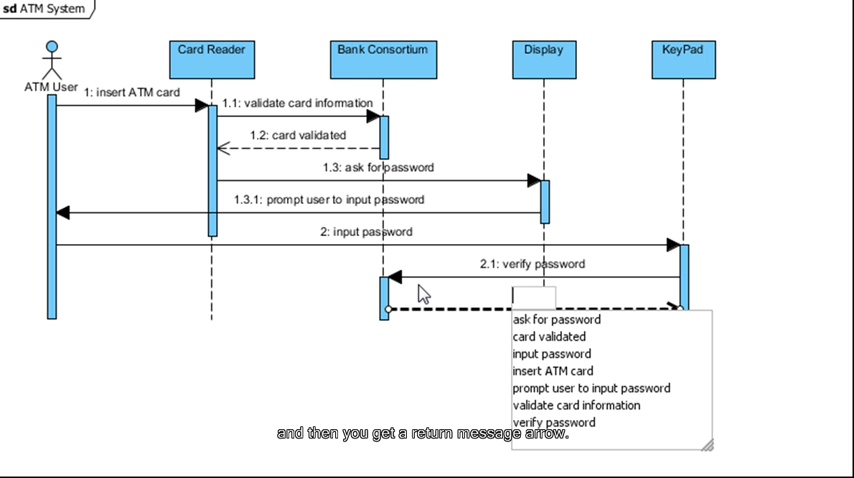 sd ATM System
Card Reader
Bank Consortium
Display
KeyPad
ATM User
1: insert ATM card
1.1: validate card information
1.2: card validated
1.3: ask for password
1.3.1: prompt user to input password
2: input password
2.1: verify password
ask for password
card validated
input password
insert ATM card
prompt user to input password
validate card information
verify password
and then you get a return message arrow.